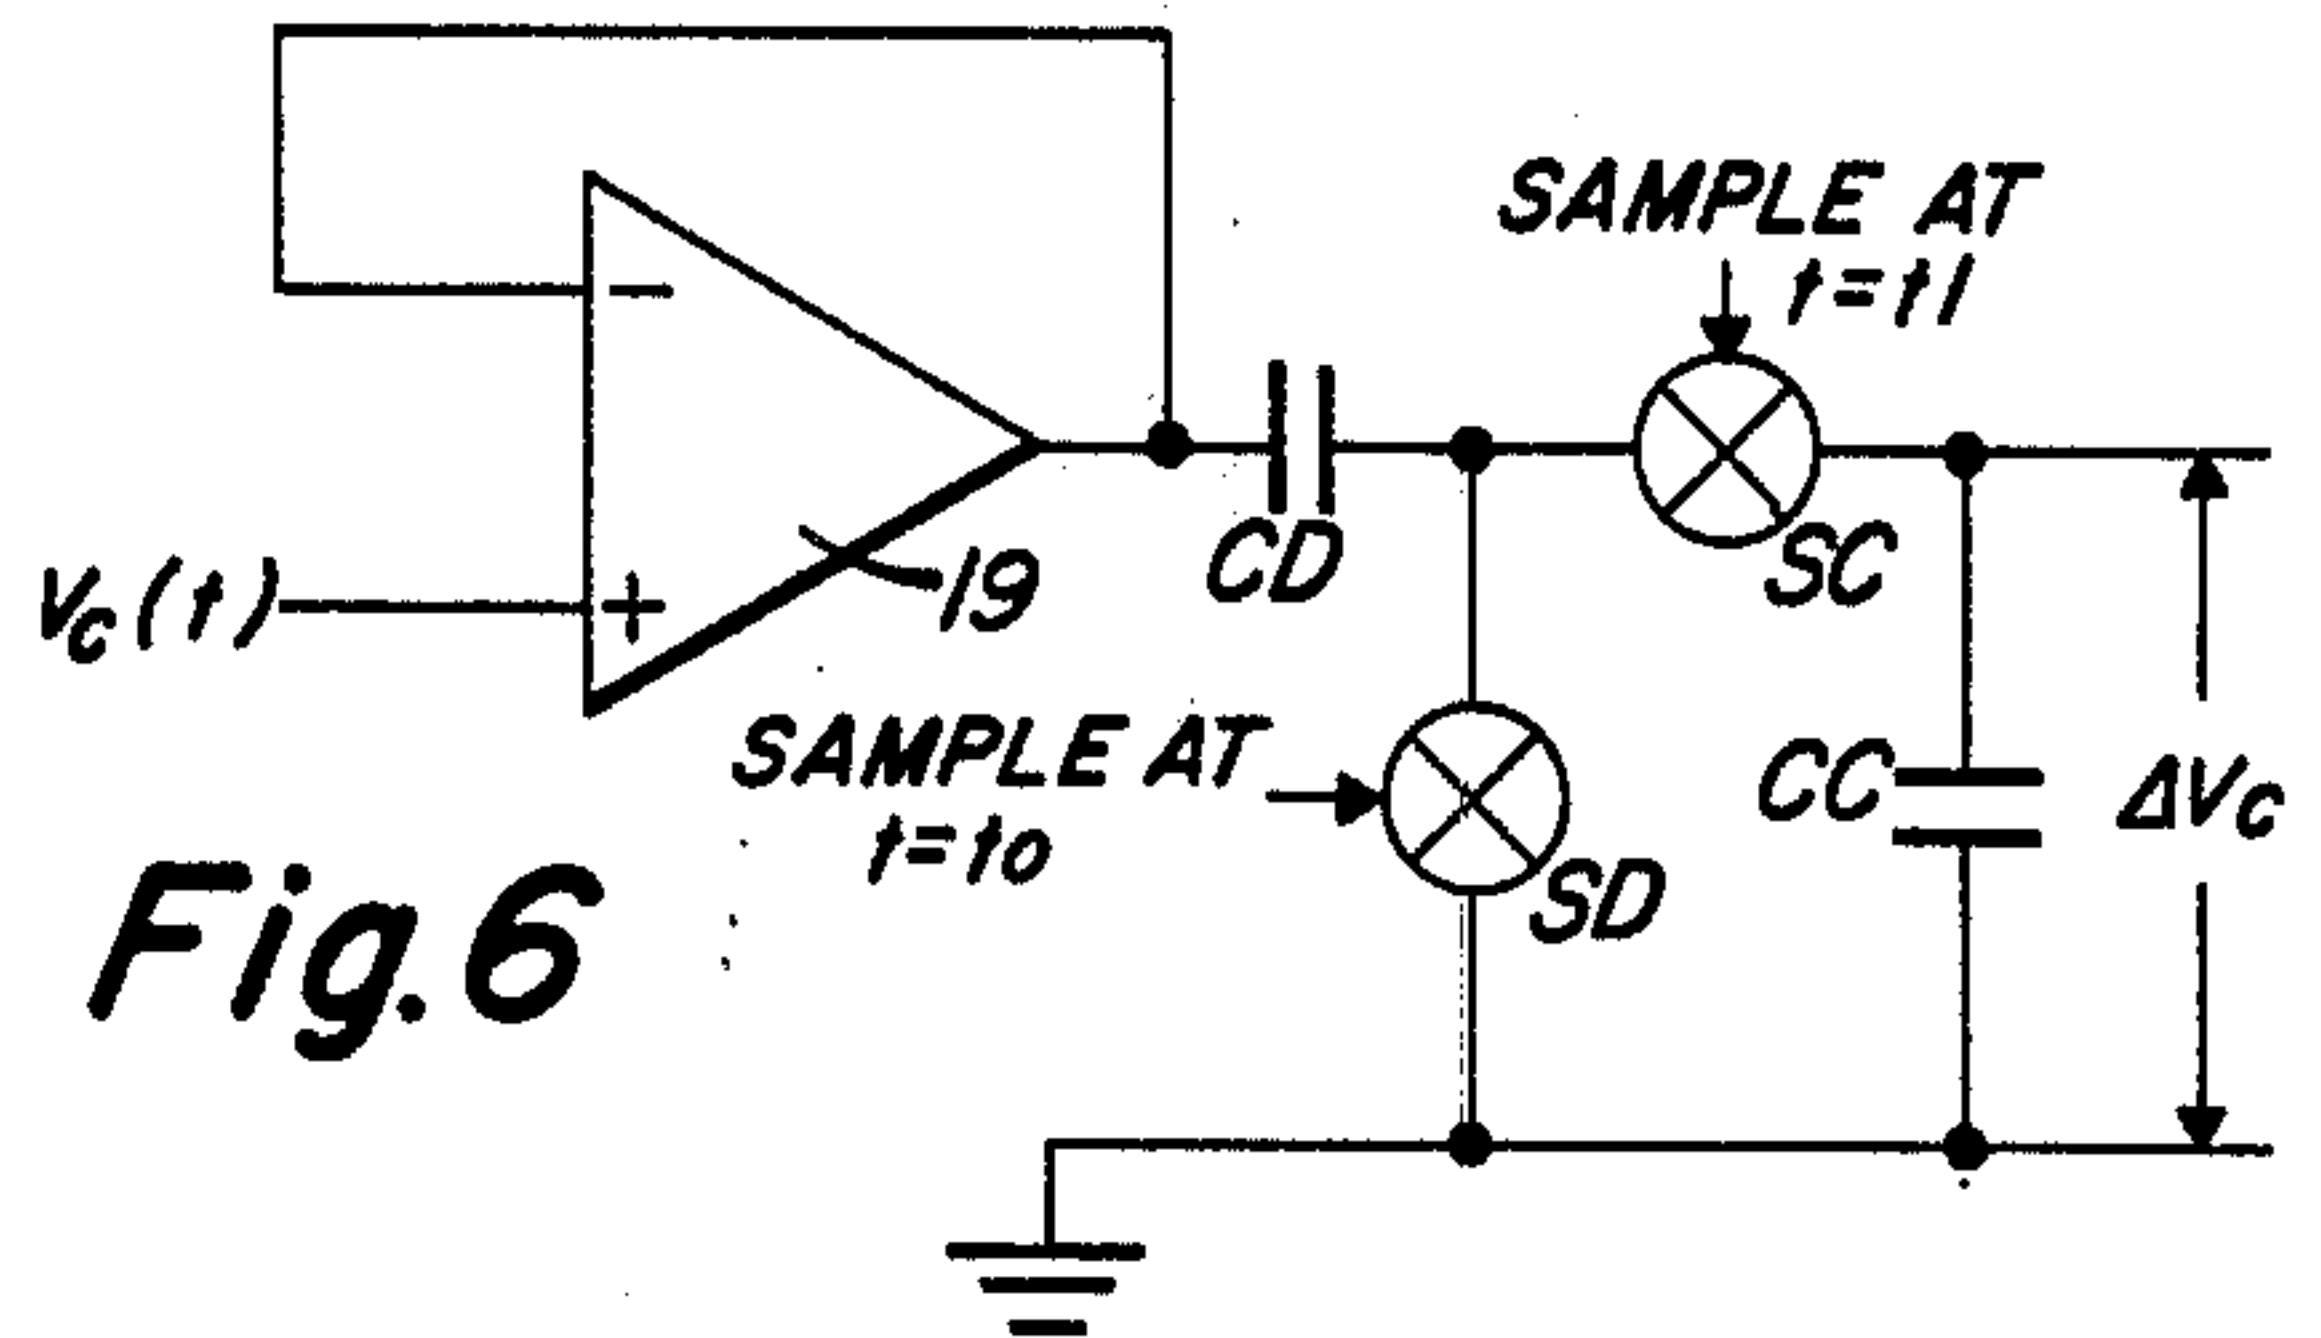 SAMPLE AT
t=t1
−
CD
SC
Vc(t)
+
19
SAMPLE AT
t=to
CC
ΔVc
SD
Fig.6